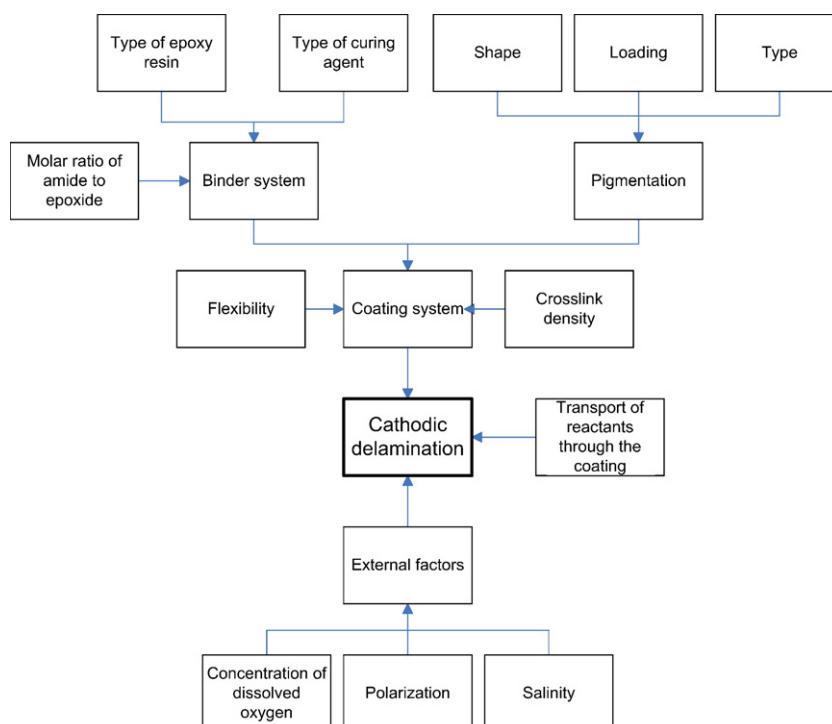 Type of epoxy
resin
Type of curing
agent
Shape
Loading
Type
Molar ratio of
amide to
epoxide
Binder system
Pigmentation
Flexibility
Coating system
Crosslink
density
Cathodic
delamination
Transport of
reactants
through the
coating
External factors
Concentration of
dissolved
oxygen
Polarization
Salinity